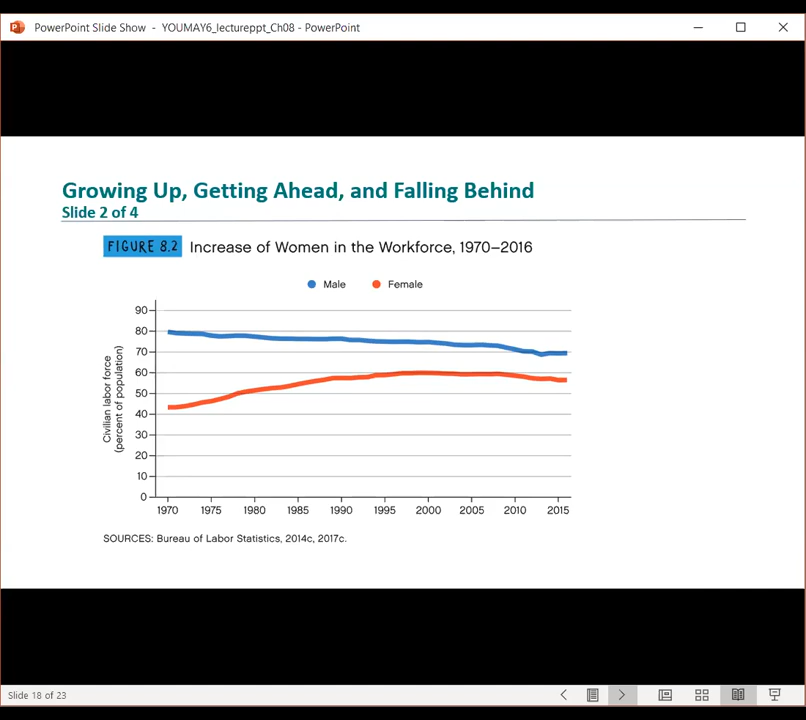 PowerPoint Slide Show - YOUMAY6_lectureppt_Ch08 - PowerPoint
Growing Up, Getting Ahead, and Falling Behind
Slide 2 of 4
FIGURE 8.2 Increase of Women in the Workforce, 1970–2016
Male Female
Civilian labor force
(percent of population)
90
80
70
60
50
40
30
20
10
0
1970 1975 1980 1985 1990 1995 2000 2005 2010 2015
SOURCES: Bureau of Labor Statistics, 2014c, 2017c.
Slide 18 of 23